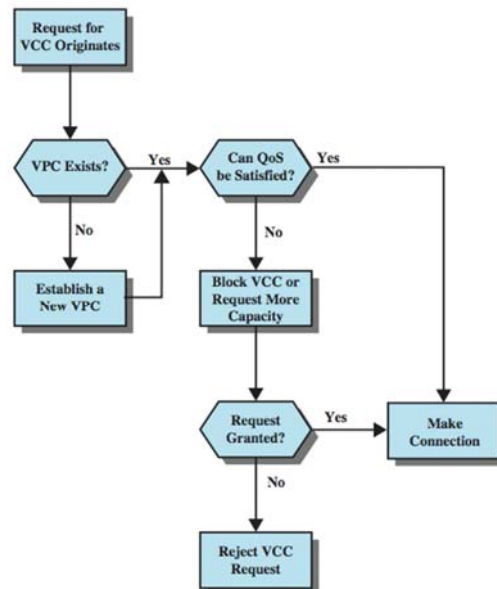 Request for
VCC Originates
VPC Exists?
Yes
Can QoS
be Satisfied?
Yes
No
No
Establish a
New VPC
Block VCC or
Request More
Capacity
Request
Granted?
Yes
Make
Connection
No
Reject VCC
Request